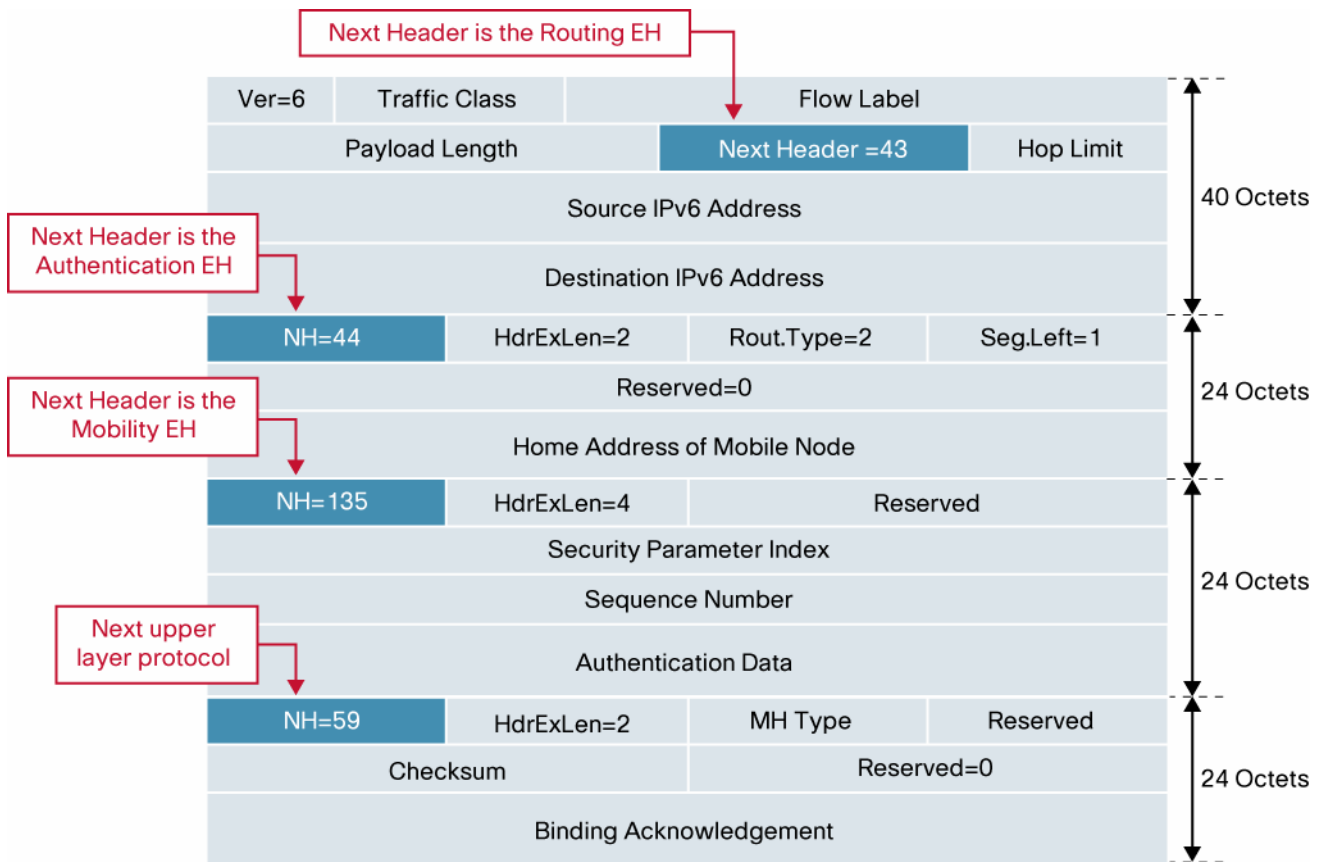 Next Header is the Routing EH
Ver=6 Traffic Class Flow Label
Payload Length Next Header =43 Hop Limit
40 Octets
Source IPv6 Address
Next Header is the
Authentication EH
Destination IPv6 Address
NH=44 HdrExLen=2 Rout.Type=2 Seg.Left=1
Reserved=0
24 Octets
Next Header is the
Mobility EH
Home Address of Mobile Node
NH=135 HdrExLen=4 Reserved
Security Parameter Index
24 Octets
Sequence Number
Next upper
layer protocol
Authentication Data
NH=59 HdrExLen=2 MH Type Reserved
Checksum Reserved=0
24 Octets
Binding Acknowledgement